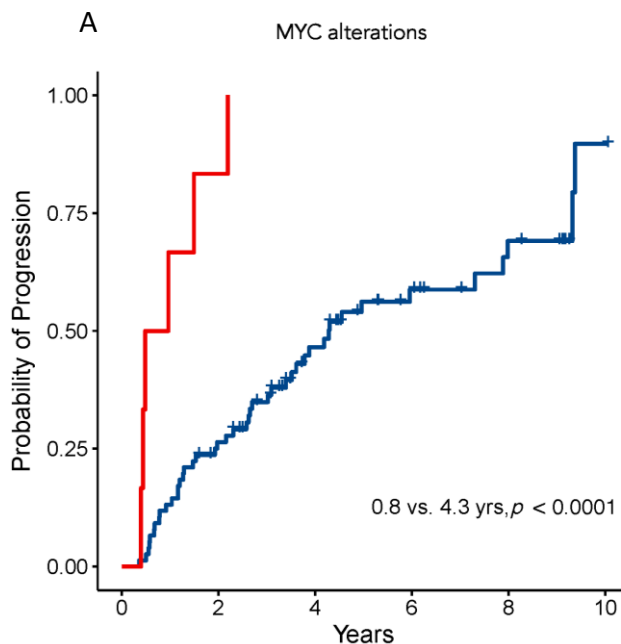 A
MYC alterations
Probability of Progression
1.00
0.75
0.50
0.25
0.00
0.8 vs. 4.3 yrs, p < 0.0001
0 2 4 6 8 10
Years